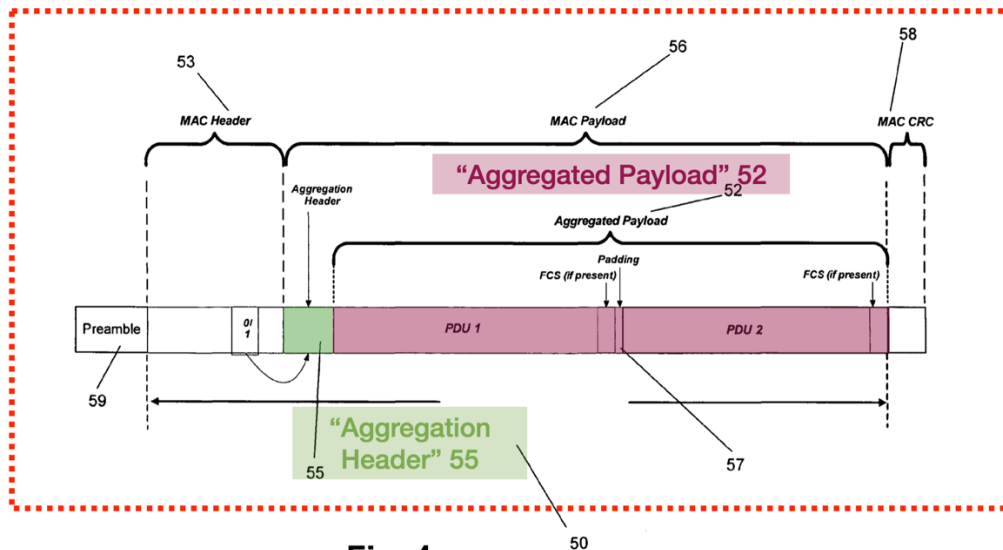 53
56
58
MAC Header
MAC Payload
MAC CRC
“Aggregated Payload” 52
Aggregation
Header
52
Aggregated Payload
Padding
FCS (if present)
FCS (if present)
Preamble
0/
1
PDU 1
PDU 2
59
“Aggregation
Header” 55
55
57
50